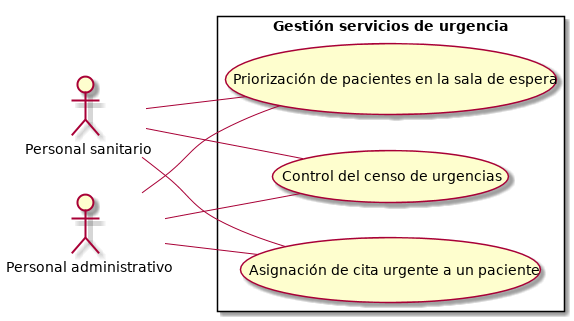 Gestión servicios de urgencia
Priorización de pacientes en la sala de espera
Personal sanitario
Control del censo de urgencias
Personal administrativo
Asignación de cita urgente a un paciente